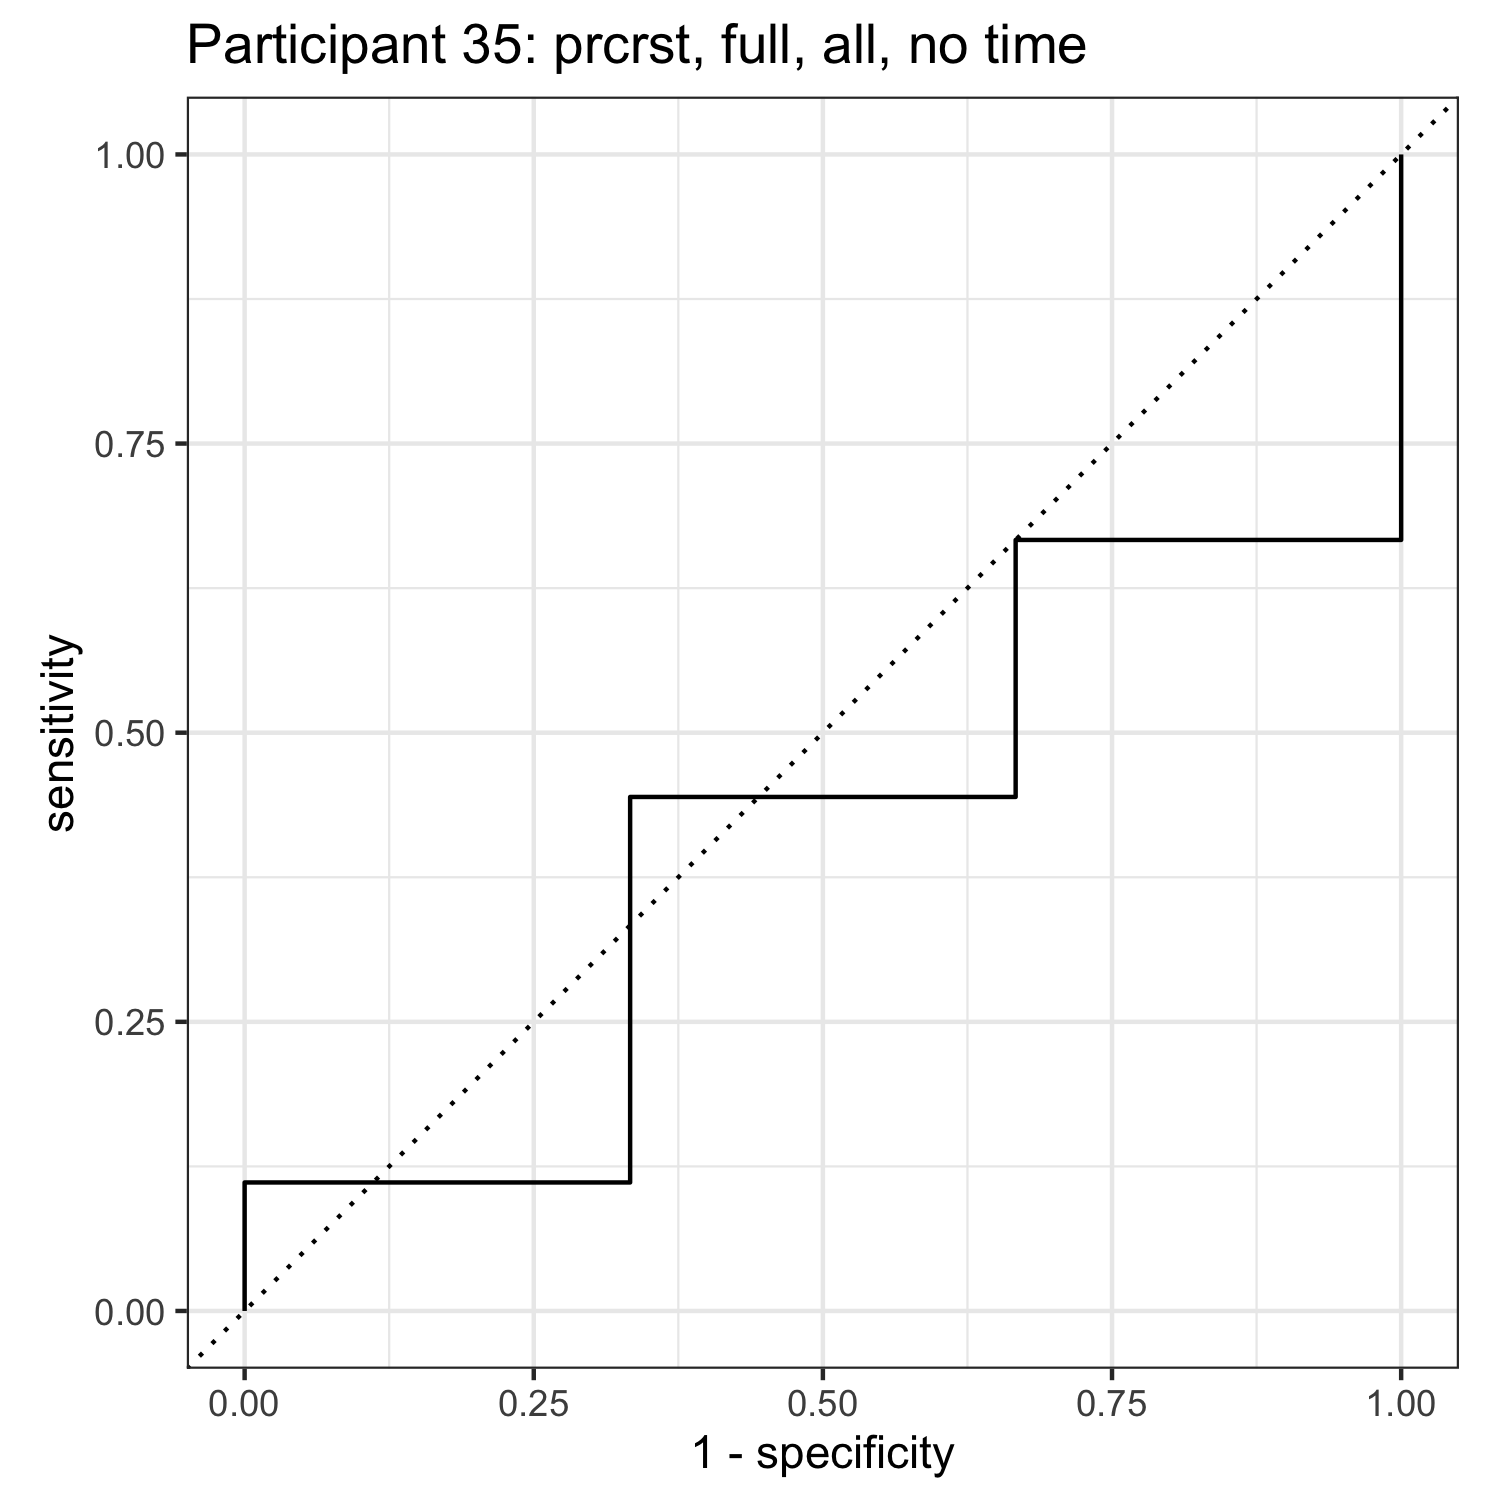 Participant 35: prcrst, full, all, no time
sensitivity
1.00
0.75
0.50
0.25
0.00
0.00 0.25 0.50 0.75 1.00
1 - specificity